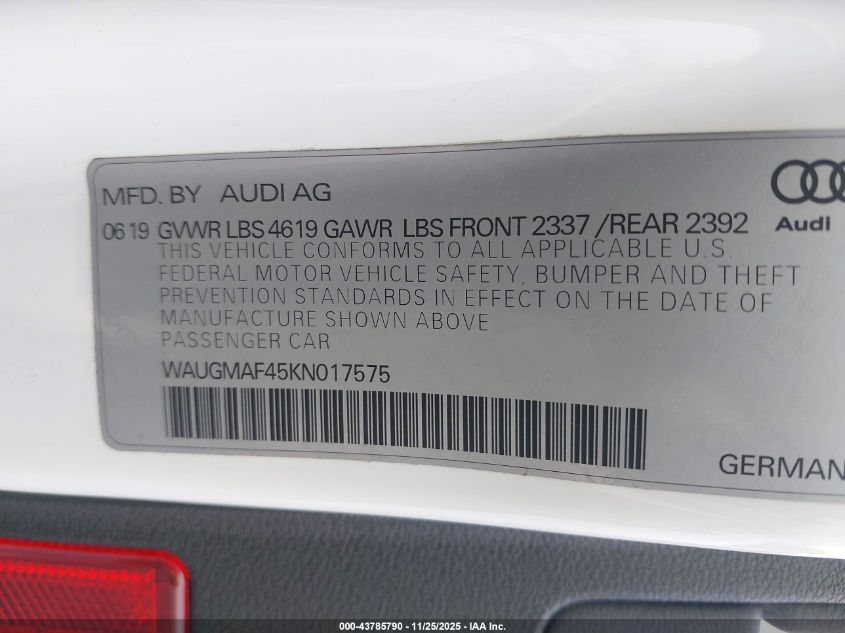 MFD. BY AUDI AG
Audi
06 19 GVWR LBS 4619 GAWR LBS FRONT 2337 /REAR 2392
THIS VEHICLE CONFORMS TO ALL APPLICABLE U.S.
FEDERAL MOTOR VEHICLE SAFETY, BUMPER AND THEFT
PREVENTION STANDARDS IN EFFECT ON THE DATE OF
MANUFACTURE SHOWN ABOVE
PASSENGER CAR
WAUGMAF45KN017575
GERMAN
000-43785790 - 11/25/2025 - IAA Inc.